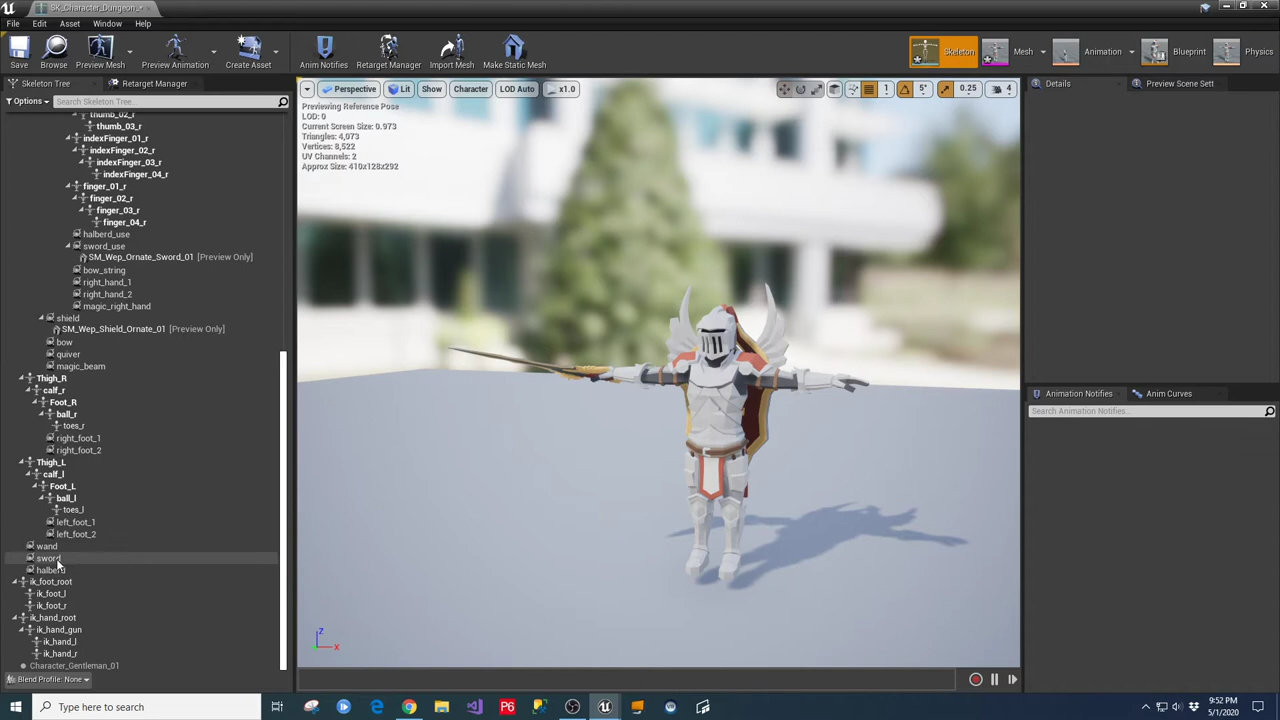 SK_Character_Dungeon_*
File Edit Asset Window Help
Save Browse Preview Mesh Preview Animation Create Asset Anim Notifies Retarget Manager Import Mesh Make Static Mesh Skeleton Mesh Animation Blueprint Physics
Skeleton Tree Retarget Manager
Options Search Skeleton Tree...
thumb_02_r
thumb_03_r
indexFinger_01_r
indexFinger_02_r
indexFinger_03_r
indexFinger_04_r
finger_01_r
finger_02_r
finger_03_r
finger_04_r
halberd_use
sword_use
SM_Wep_Ornate_Sword_01 [Preview Only]
bow_string
right_hand_1
right_hand_2
magic_right_hand
shield
SM_Wep_Shield_Ornate_01 [Preview Only]
bow
quiver
magic_beam
Thigh_R
calf_r
Foot_R
ball_r
toes_r
right_foot_1
right_foot_2
Thigh_L
calf_l
Foot_L
ball_l
toes_l
left_foot_1
left_foot_2
wand
sword
halberd
ik_foot_root
ik_foot_l
ik_foot_r
ik_hand_root
ik_hand_gun
ik_hand_l
ik_hand_r
Character_Gentleman_01
Blend Profile: None
Perspective Lit Show Character LOD Auto x1.0 1 5° 0.25 4
Previewing Reference Pose
LOD: 0
Current Screen Size: 0.973
Triangles: 4,073
Vertices: 8,522
UV Channels: 2
Approx Size: 410x128x292
Z
X
Details Preview Scene Sett
Animation Notifies Anim Curves
Search Animation Notifies...
Type here to search
P6
9:52 PM
5/1/2020